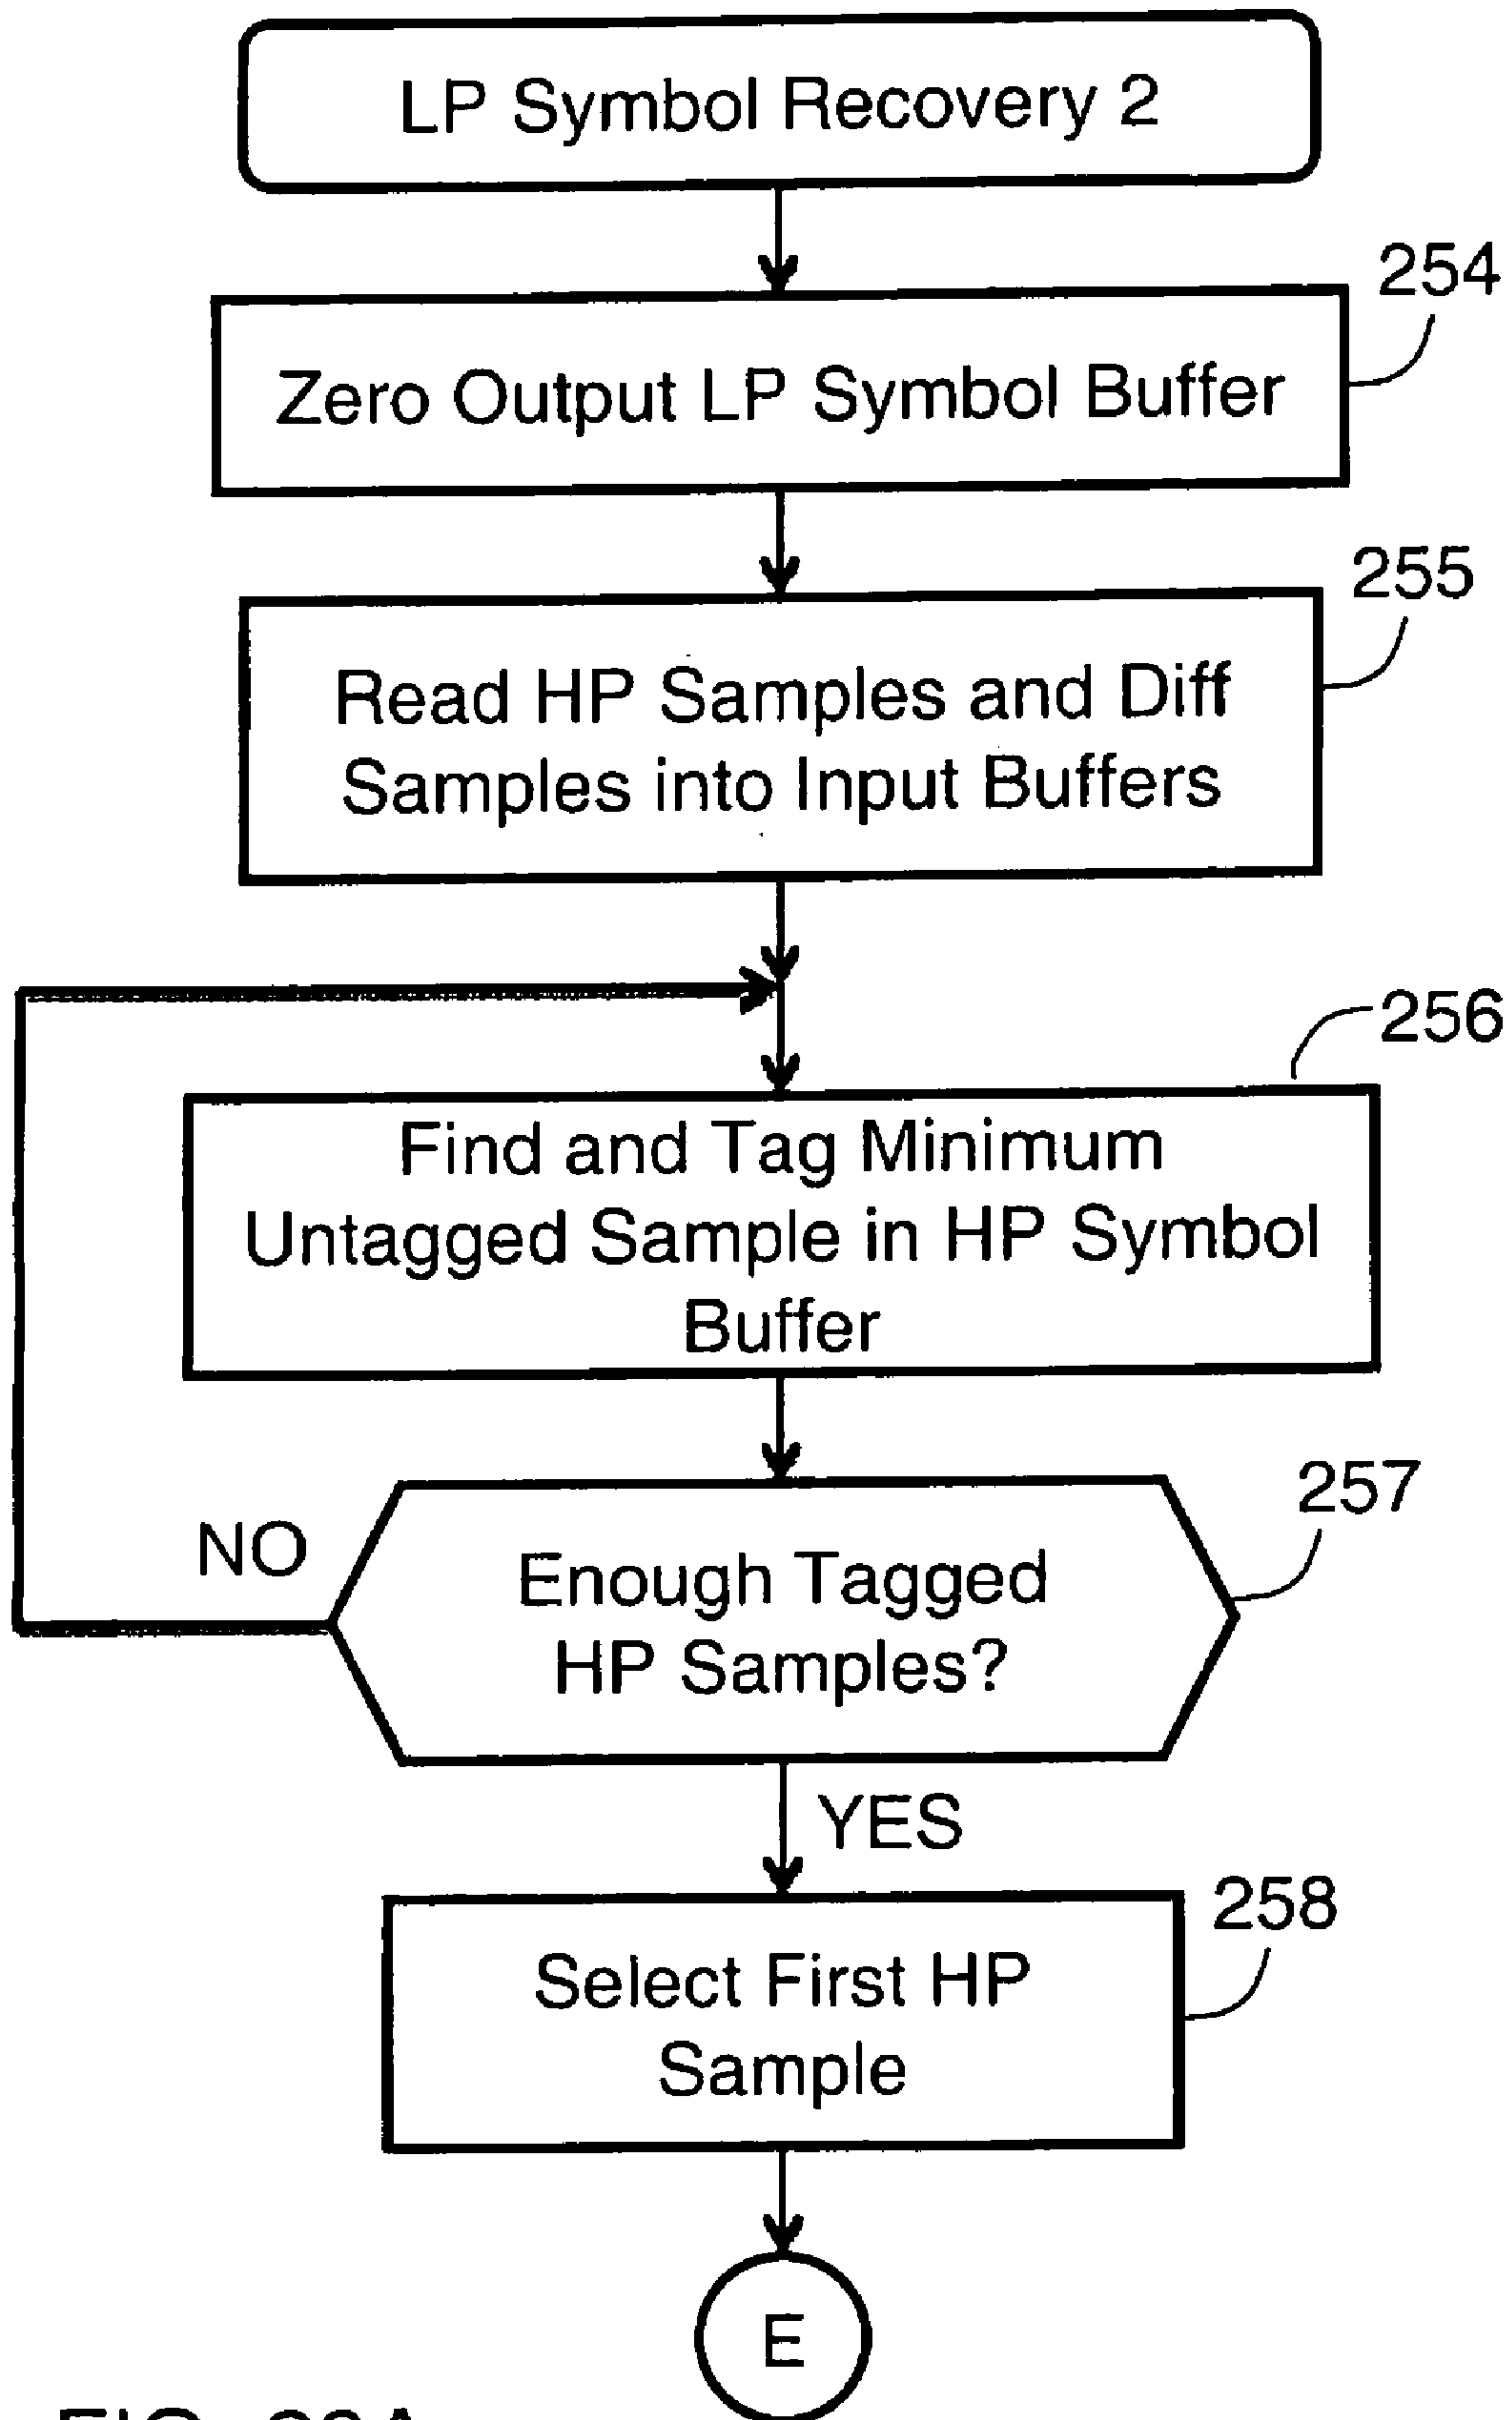 LP Symbol Recovery 2
254
Zero Output LP Symbol Buffer
255
Read HP Samples and Diff
Samples into Input Buffers
256
Find and Tag Minimum
Untagged Sample in HP Symbol
Buffer
257
NO
Enough Tagged
HP Samples?
YES
258
Select First HP
Sample
E